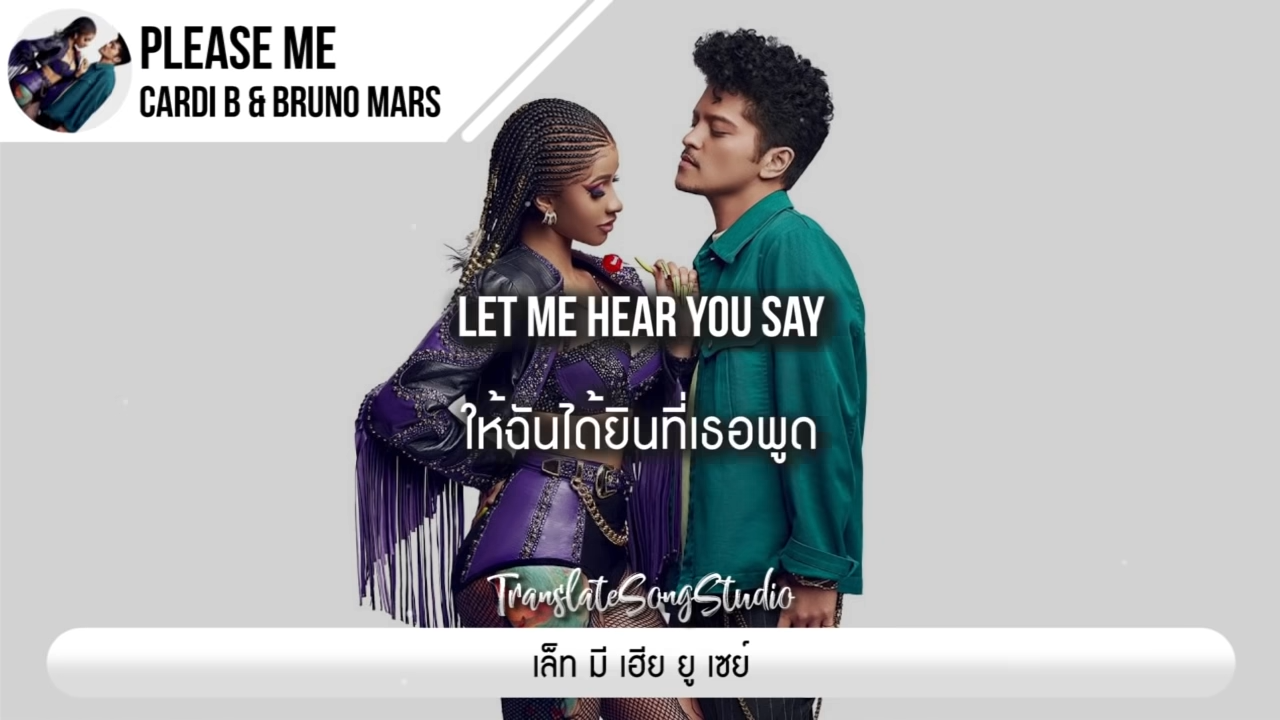 PLEASE ME
CARDI B & BRUNO MARS
LET ME HEAR YOU SAY
ให้ฉันได้ยินที่เธอพูด
TranslateSongStudio
เล็ท มี เฮีย ยู เซย์